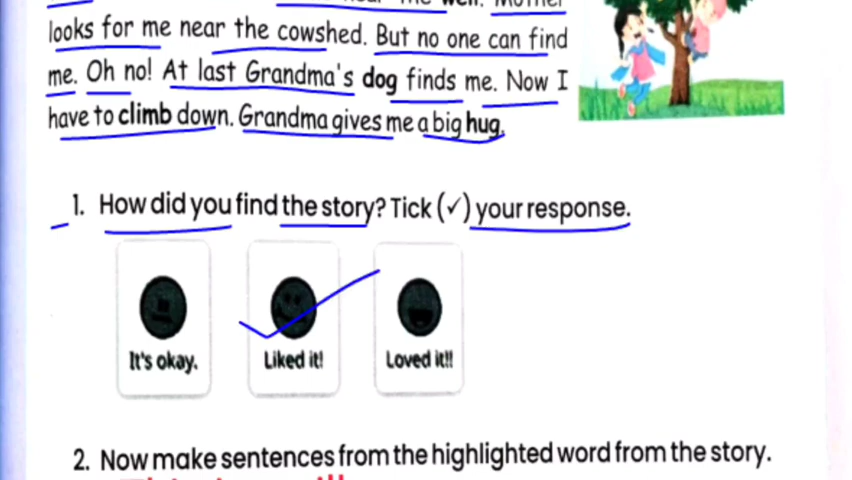 well. Mother
looks for me near the cowshed. But no one can find
me. Oh no! At last Grandma's dog finds me. Now I
have to climb down. Grandma gives me a big hug.
1. How did you find the story? Tick (✓) your response.
It's okay. Liked it! Loved it!!
2. Now make sentences from the highlighted word from the story.